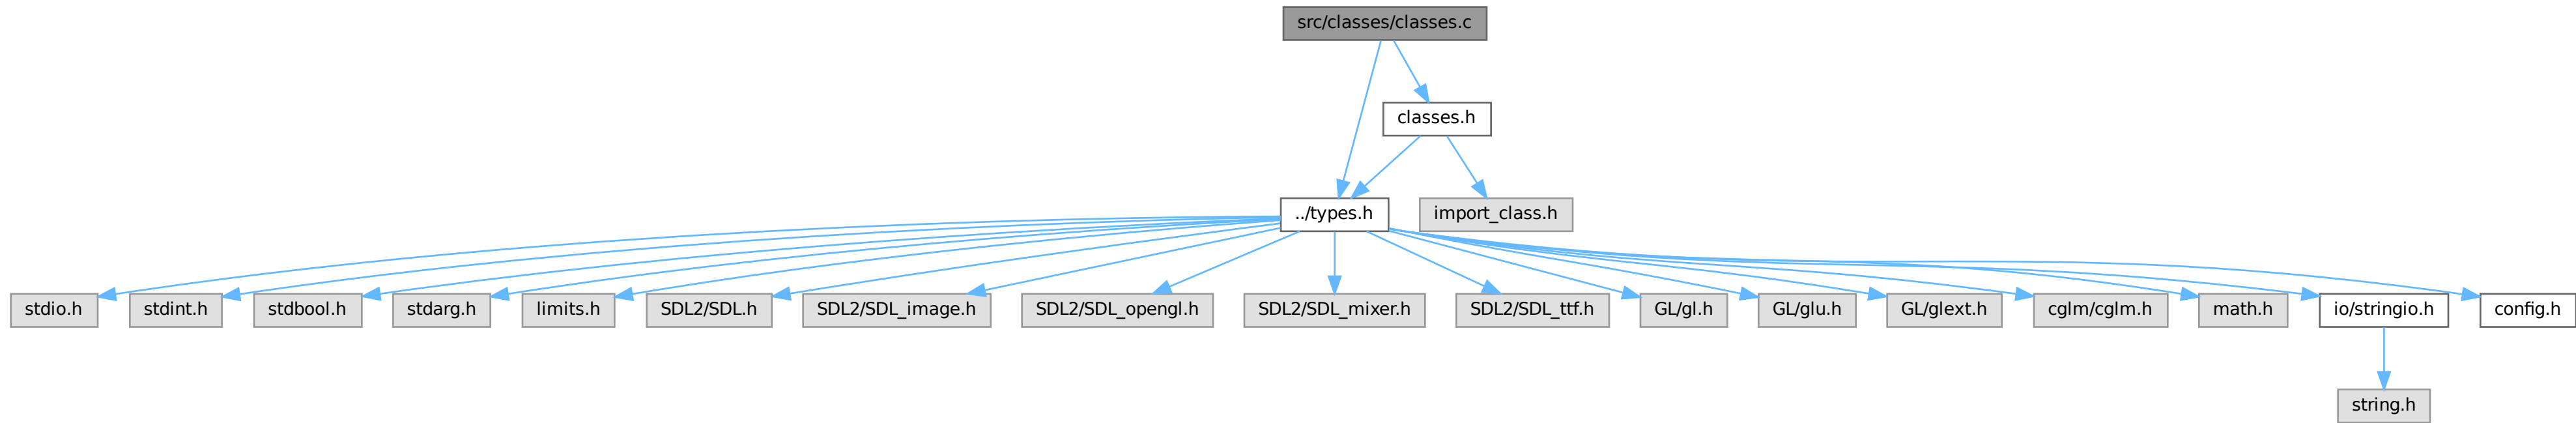 src/classes/classes.c
classes.h
../types.h
import_class.h
stdio.h
stdint.h
stdbool.h
stdarg.h
limits.h
SDL2/SDL.h
SDL2/SDL_image.h
SDL2/SDL_opengl.h
SDL2/SDL_mixer.h
SDL2/SDL_ttf.h
GL/gl.h
GL/glu.h
GL/glext.h
cglm/cglm.h
math.h
io/stringio.h
config.h
string.h